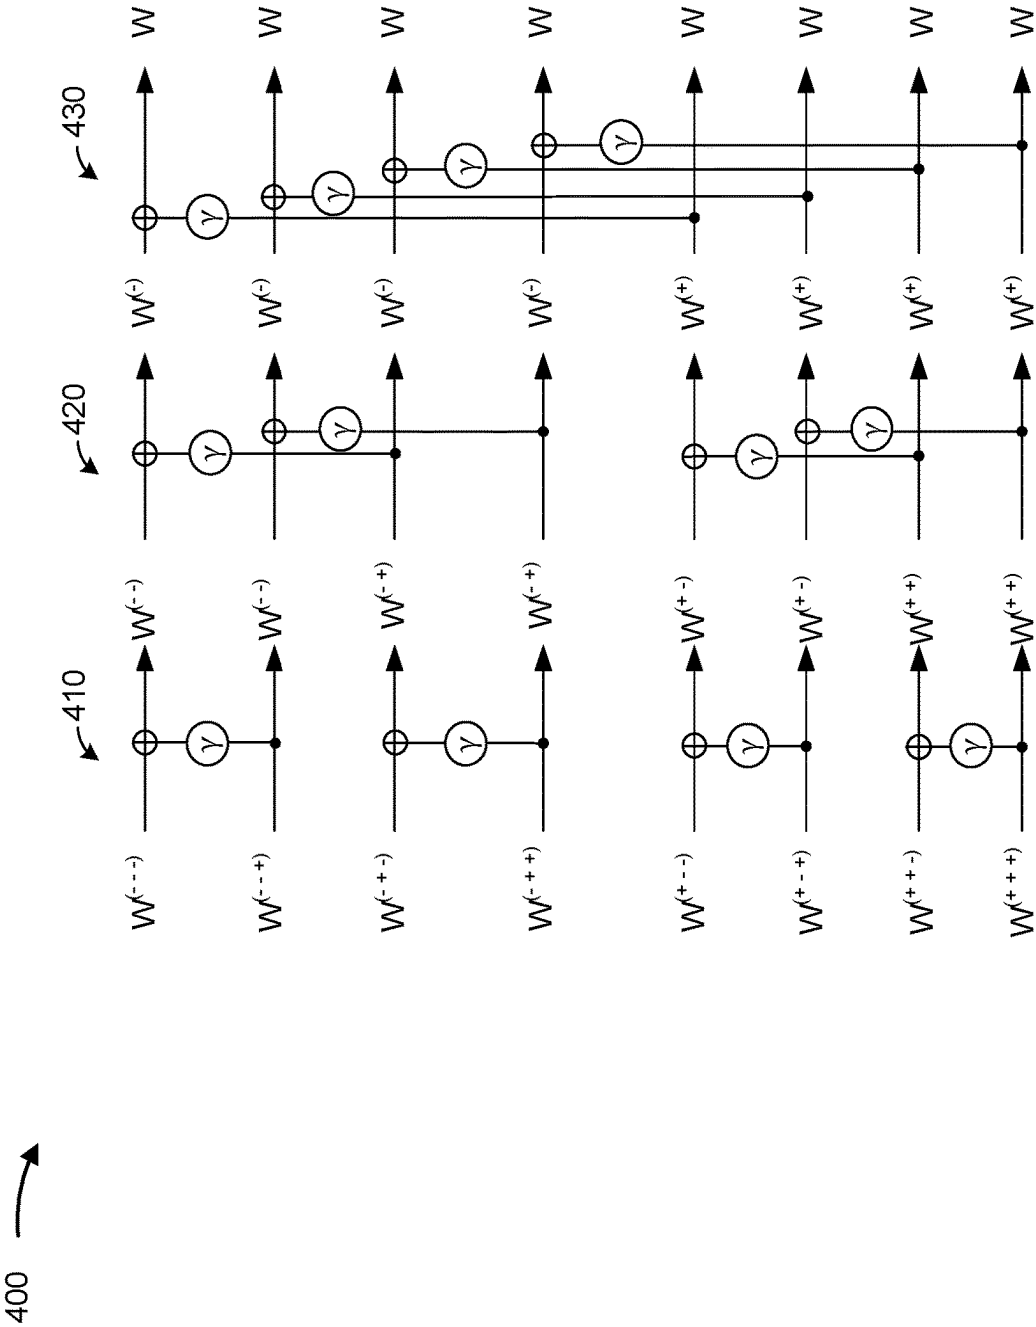 400
410 420 430
W(- - -) W(- -) W(-) W
γ γ γ
W(- - +) W(- -) W(-) W
γ γ
W(- + -) W(- +) W(-) W
γ γ
W(- + +) W(- +) W(-) W
γ
W(+ - -) W(+ -) W(+) W
γ γ
W(+ - +) W(+ -) W(+) W
γ
W(+ + -) W(+ +) W(+) W
γ
W(+ + +) W(+ +) W(+) W